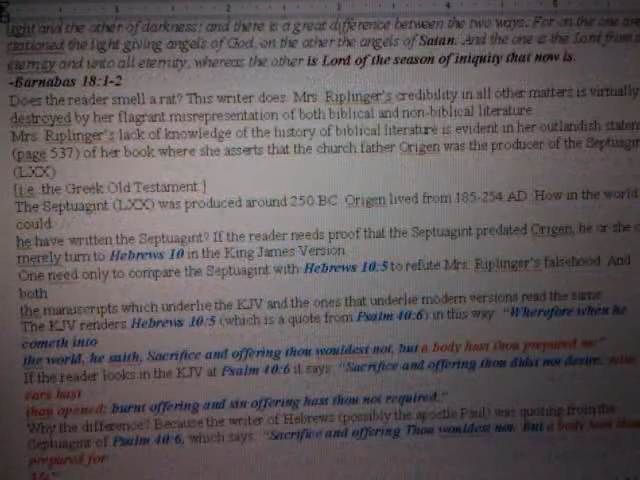 light and the other of darkness; and there is a great difference between the two ways. For on the one are
stationed the light giving angels of God, on the other the angels of Satan. And the one is the Lord from
eternity and unto all eternity, whereas the other is Lord of the season of iniquity that now is.
-Barnabas 18:1-2
Does the reader smell a rat? This writer does. Mrs. Riplinger's credibility in all other matters is virtually
destroyed by her flagrant misrepresentation of both biblical and non-biblical literature.
Mrs. Riplinger's lack of knowledge of the history of biblical literature is evident in her outlandish
(page 537) of her book where she asserts that the church father Origen was the producer of the
(LXX)
[i.e. the Greek Old Testament.]
The Septuagint (LXX) was produced around 250 BC. Origen lived from 185-254 AD. How in the world
could
he have written the Septuagint? If the reader needs proof that the Septuagint predated Origen, he or she
merely turn to Hebrews 10 in the King James Version.
One need only to compare the Septuagint with Hebrews 10:5 to refute Mrs. Riplinger's falsehood. And
both
the manuscripts which underlie the KJV and the ones that underlie modern versions read the same.
The KJV renders Hebrews 10:5 (which is a quote from Psalm 40:6) in this way: "Wherefore when he
cometh into
the world, he saith, Sacrifice and offering thou wouldest not, but a body hast thou prepared me:"
If the reader looks in the KJV at Psalm 40:6 it says: "Sacrifice and offering thou didst not desire; mine
ears hast
thou opened: burnt offering and sin offering hast thou not required."
Why the difference? Because the writer of Hebrews (possibly the apostle Paul) was quoting from the
Septuagint of Psalm 40:6, which says: "Sacrifice and offering Thou wouldest not; But a body hast thou
prepared for
Me"